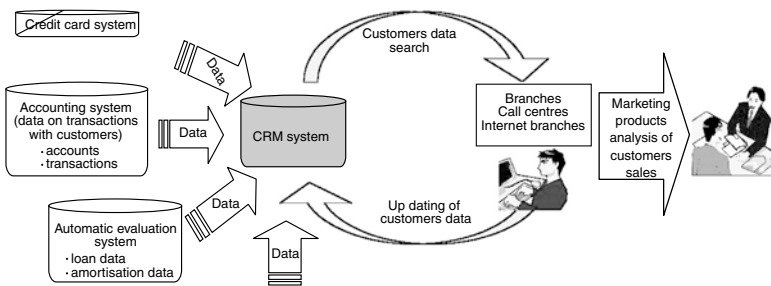 Credit card system
Data
Customers data
search
Accounting system
(data on transactions
with customers)
· accounts
· transactions
Data
CRM system
Branches
Call centres
Internet branches
Marketing
products
analysis of
customers
sales
Automatic evaluation
system
· loan data
· amortisation data
Data
Data
Up dating of
customers data